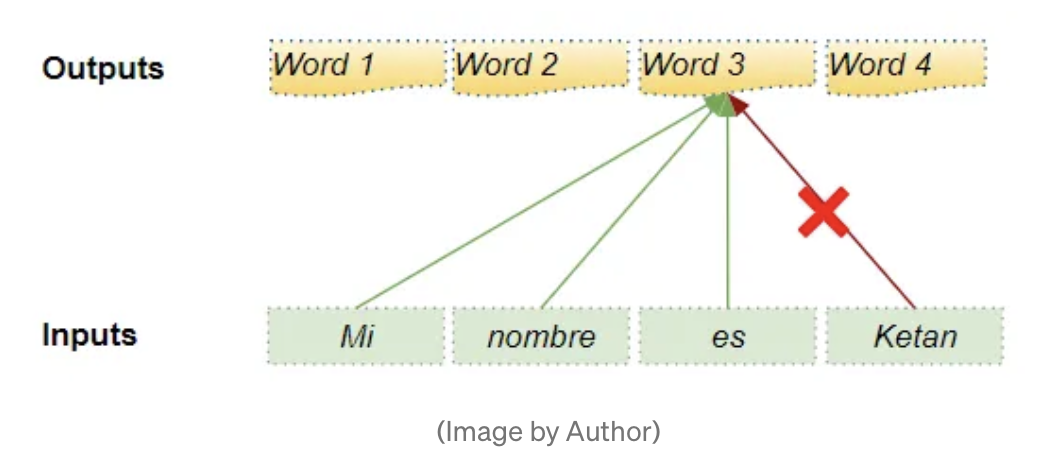 Outputs Word 1 Word 2 Word 3 Word 4
Inputs Mi nombre es Ketan
(Image by Author)